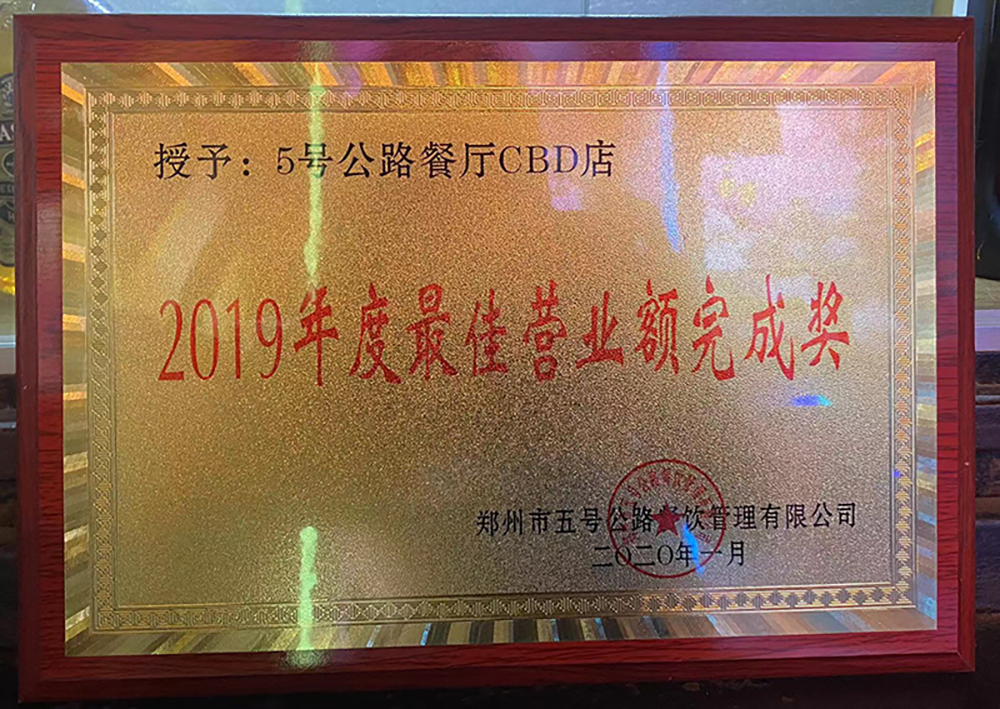 授予：5号公路餐厅CBD店
2019年度最佳营业额完成奖
郑州市五号公路餐饮管理有限公司
二〇二〇年一月